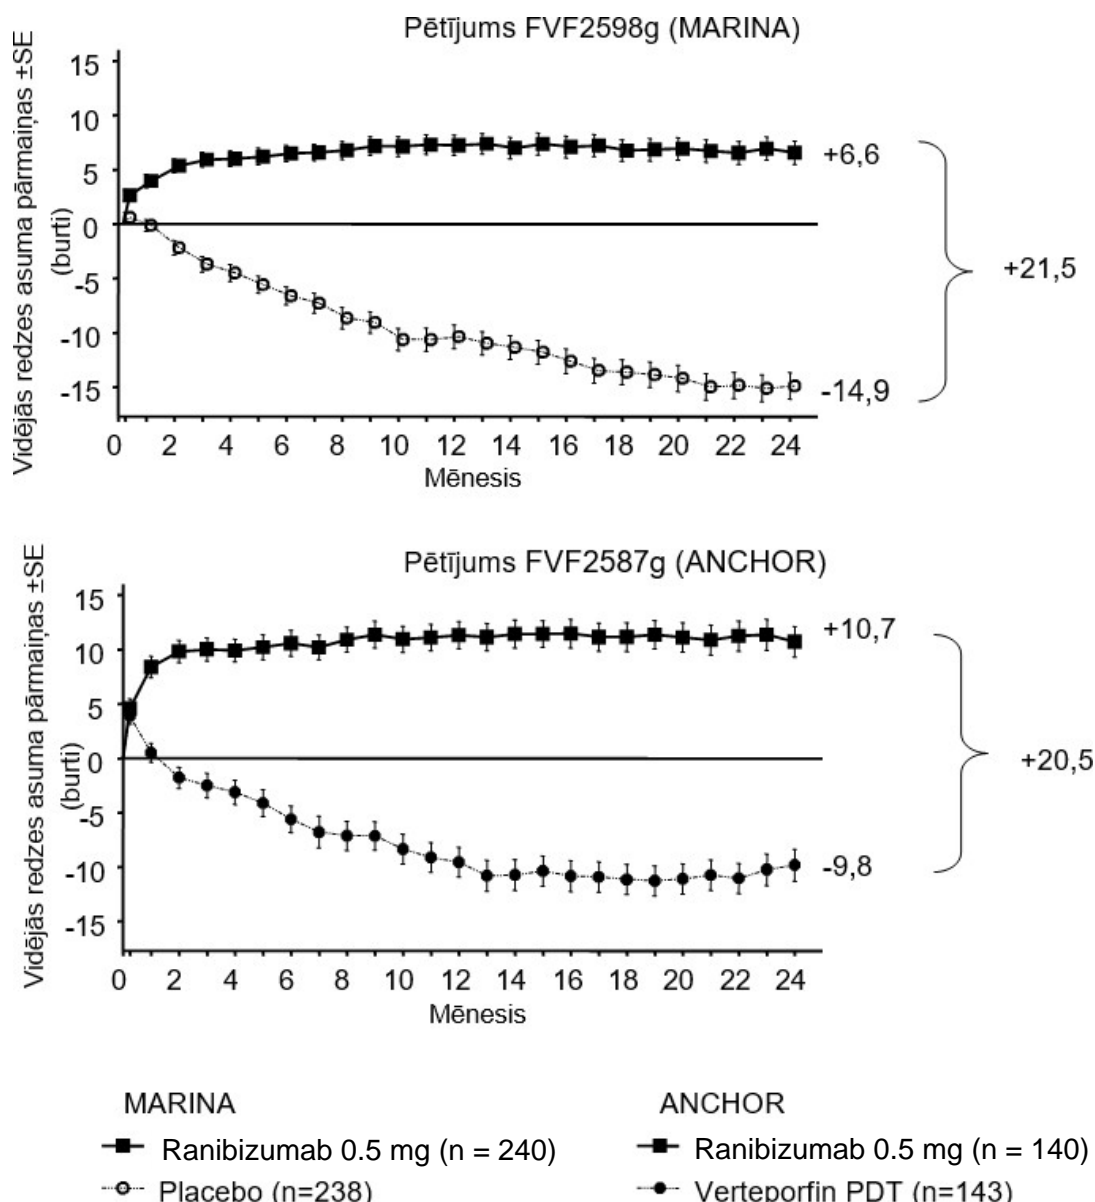 Pētījums FVF2598g (MARINA)
Vidējās redzes asuma pārmaiņas ±SE
(burti)
15
10
5
0
-5
-10
-15
+6,6
+21,5
-14,9
0 2 4 6 8 10 12 14 16 18 20 22 24
Mēnesis
Pētījums FVF2587g (ANCHOR)
Vidējās redzes asuma pārmaiņas ±SE
(burti)
15
10
5
0
-5
-10
-15
+10,7
+20,5
-9,8
0 2 4 6 8 10 12 14 16 18 20 22 24
Mēnesis
MARINA
Ranibizumab 0.5 mg (n = 240)
Placebo (n=238)
ANCHOR
Ranibizumab 0.5 mg (n = 140)
Verteporfin PDT (n=143)